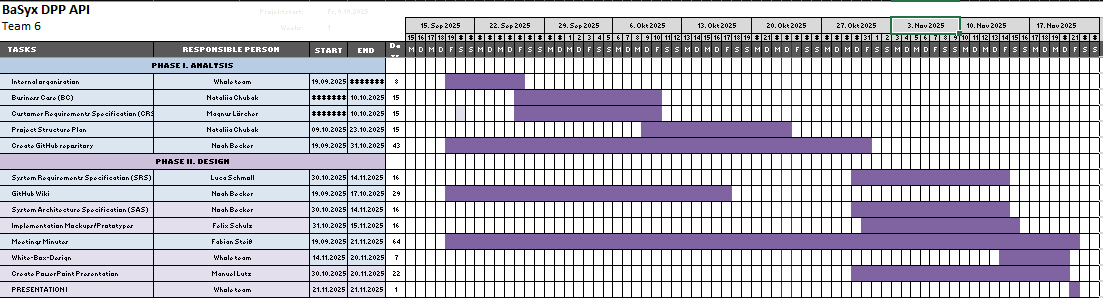 BaSyx DPP API
Team 6
Projektstart: Fr, 9.19.2025
Woche: 1
15. Sep 2025 22. Sep 2025 29. Sep 2025 6. Okt 2025 13. Okt 2025 20. Okt 2025 27. Okt 2025 3. Nov 2025 10. Nov 2025 17. Nov 2025
TASKS RESPONSIBLE PERSON START END
M D M D F S S M D M D F S S M D M D F S S M D M D F S S M D M D F S S M D M D F S S M D M D F S S M D M D F S S M D M D F S S M D M D F S S
PHASE I. ANALYSIS
Internal organisation Whole team 19.09.2025 ####### 8
Business Case (BC) Nataliia Chubak ####### 10.10.2025 15
Customer Requirements Specification (CRS Magnus Lörcher ####### 10.10.2025 15
Project Structure Plan Nataliia Chubak 09.10.2025 23.10.2025 15
Create GitHub repository Noah Becker 19.09.2025 31.10.2025 43
PHASE II. DESIGN
System Requirements Specification (SRS) Luca Schmoll 30.10.2025 14.11.2025 16
GitHub Wiki Noah Becker 19.09.2025 17.10.2025 29
System Architecture Specification (SAS) Noah Becker 30.10.2025 14.11.2025 16
Implementation Mockups/Prototypes Felix Schulz 31.10.2025 15.11.2025 16
Meetings Minutes Fabian Steiß 19.09.2025 21.11.2025 64
White-Box-Design Whole team 14.11.2025 20.11.2025 7
Create PowerPoint Presentation Manuel Lutz 30.10.2025 20.11.2025 22
PRESENTATION I Whole team 21.11.2025 21.11.2025 1